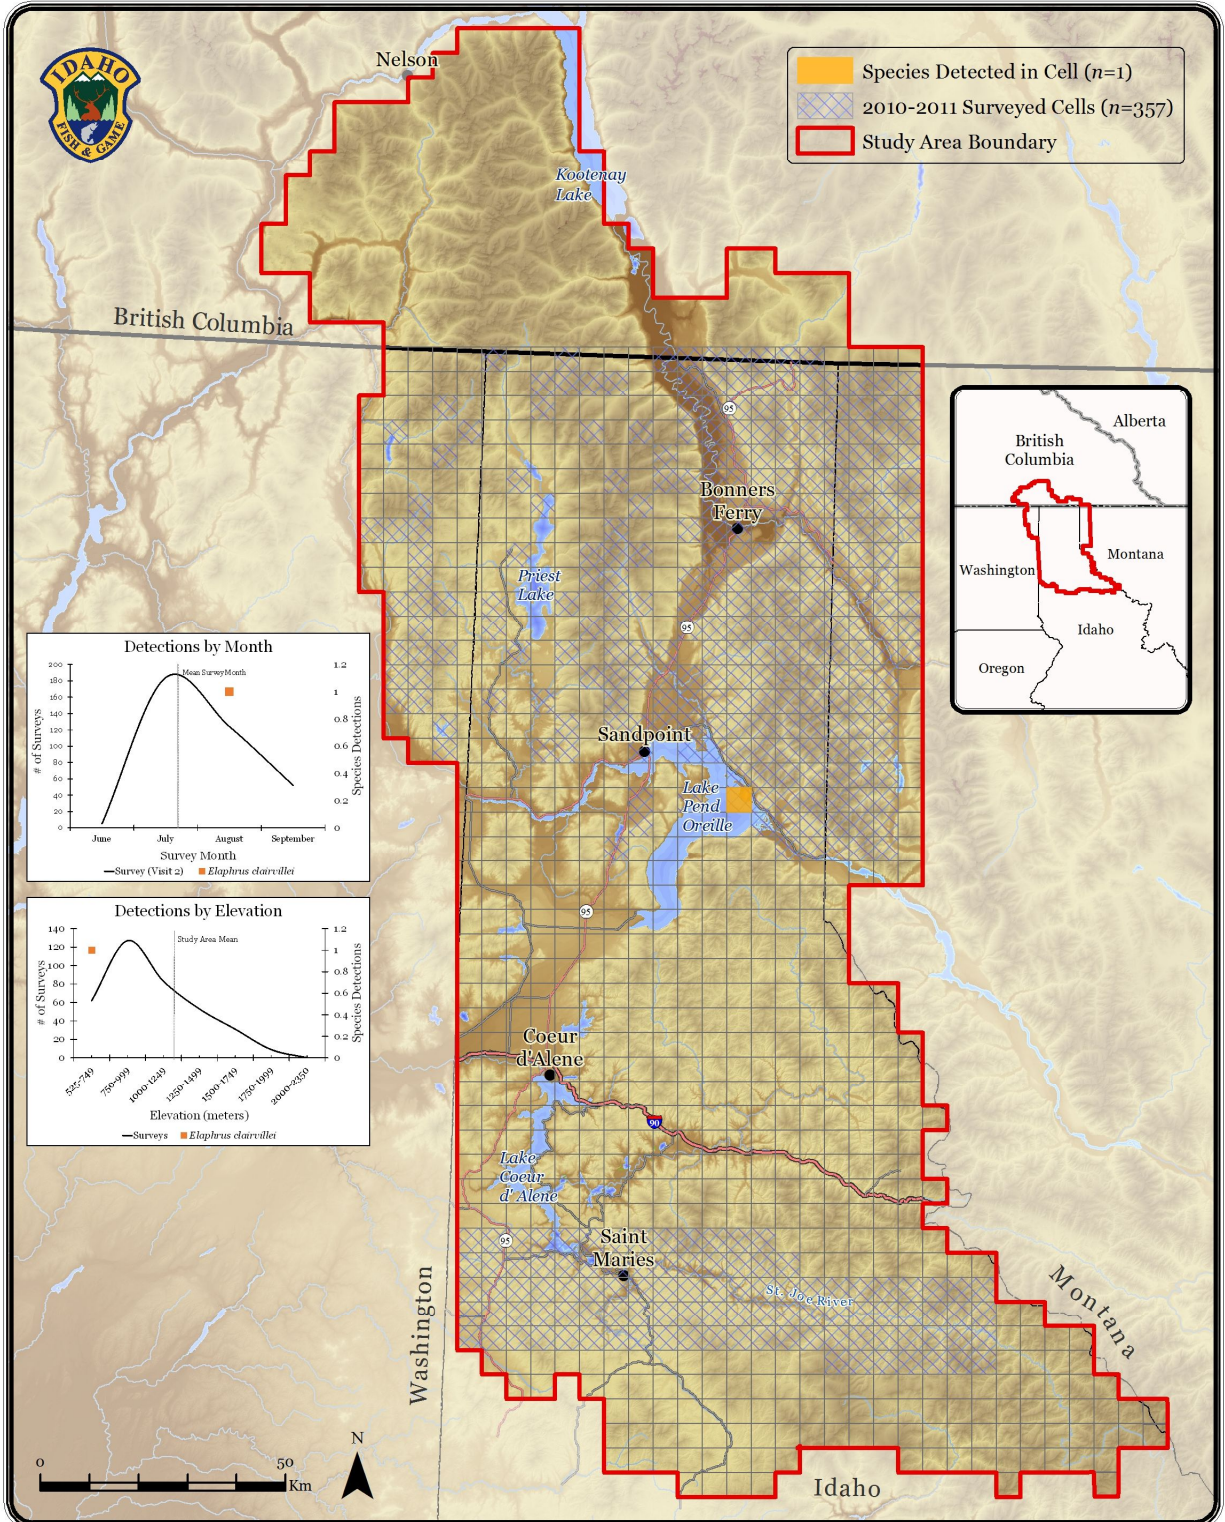 IDAHO
FISH & GAME
Nelson
Species Detected in Cell (n=1)
2010-2011 Surveyed Cells (n=357)
Study Area Boundary
Kootenay
Lake
British Columbia
95
Alberta
British
Columbia
Washington
Montana
Idaho
Oregon
Bonners
Ferry
Priest
Lake
95
Detections by Month
# of Surveys
200
180
160
140
120
100
80
60
40
20
0
Mean Survey Month
1.2
1
0.8
0.6
0.4
0.2
0
Species Detections
June July August September
Survey Month
Survey (Visit 2) Elaphrus clairvillei
Sandpoint
Lake
Pend
Oreille
Detections by Elevation
# of Surveys
140
120
100
80
60
40
20
0
Study Area Mean
1.2
1
0.8
0.6
0.4
0.2
0
Species Detections
525-749 750-999 1000-1249 1250-1499 1500-1749 1750-1999 2000-2350
Elevation (meters)
Surveys Elaphrus clairvillei
95
Coeur
d'Alene
90
Lake
Coeur
d' Alene
95
Saint
Maries
St. Joe River
Montana
Washington
Idaho
0 50
Km
N